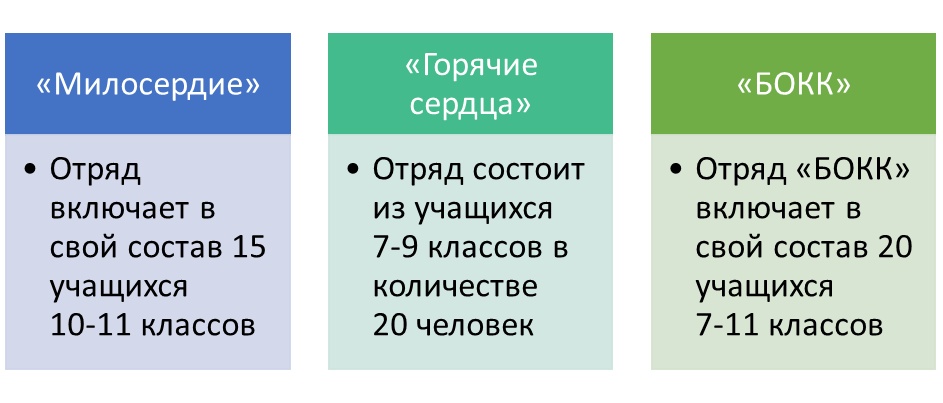 «Милосердие»
• Отряд
включает в
свой состав 15
учащихся
10-11 классов
«Горячие
сердца»
• Отряд состоит
из учащихся
7-9 классов в
количестве
20 человек
«БОКК»
• Отряд «БОКК»
включает в
свой состав 20
учащихся
7-11 классов